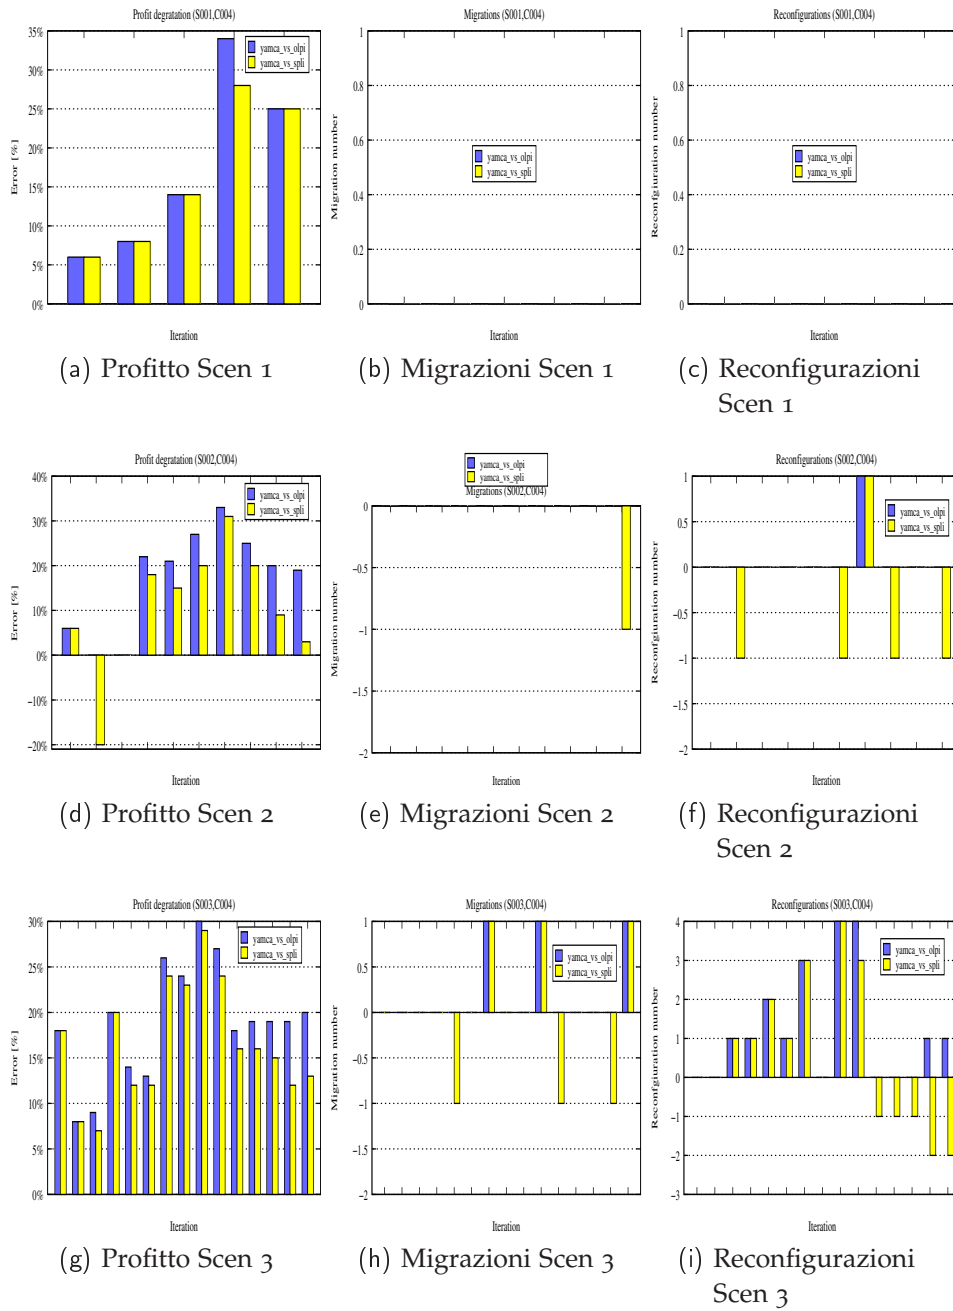 Profit degratation (S001,C004)
35%
30%
25%
20%
15%
10%
5%
0%
Error [%]
yamca_vs_olpi
yamca_vs_spli
Iteration
(a) Profitto Scen 1
Migrations (S001,C004)
1
0.8
0.6
0.4
0.2
0
Migration number
yamca_vs_olpi
yamca_vs_spli
Iteration
(b) Migrazioni Scen 1
Reconfigurations (S001,C004)
1
0.8
0.6
0.4
0.2
0
Reconfgiuration number
yamca_vs_olpi
yamca_vs_spli
Iteration
(c) Reconfigurazioni
Scen 1
Profit degratation (S002,C004)
40%
30%
20%
10%
0%
−10%
−20%
Error [%]
yamca_vs_olpi
yamca_vs_spli
Iteration
(d) Profitto Scen 2
yamca_vs_olpi
yamca_vs_spli
Migrations (S002,C004)
0
−0.5
−1
−1.5
−2
Migration number
Iteration
(e) Migrazioni Scen 2
Reconfigurations (S002,C004)
1
0.5
0
−0.5
−1
−1.5
−2
Reconfgiuration number
yamca_vs_olpi
yamca_vs_spli
Iteration
(f) Reconfigurazioni
Scen 2
Profit degratation (S003,C004)
30%
25%
20%
15%
10%
5%
0%
Error [%]
yamca_vs_olpi
yamca_vs_spli
Iteration
(g) Profitto Scen 3
Migrations (S003,C004)
1
0.5
0
−0.5
−1
−1.5
−2
Migration number
yamca_vs_olpi
yamca_vs_spli
Iteration
(h) Migrazioni Scen 3
Reconfigurations (S003,C004)
4
3
2
1
0
−1
−2
−3
Reconfgiuration number
yamca_vs_olpi
yamca_vs_spli
Iteration
(i) Reconfigurazioni
Scen 3